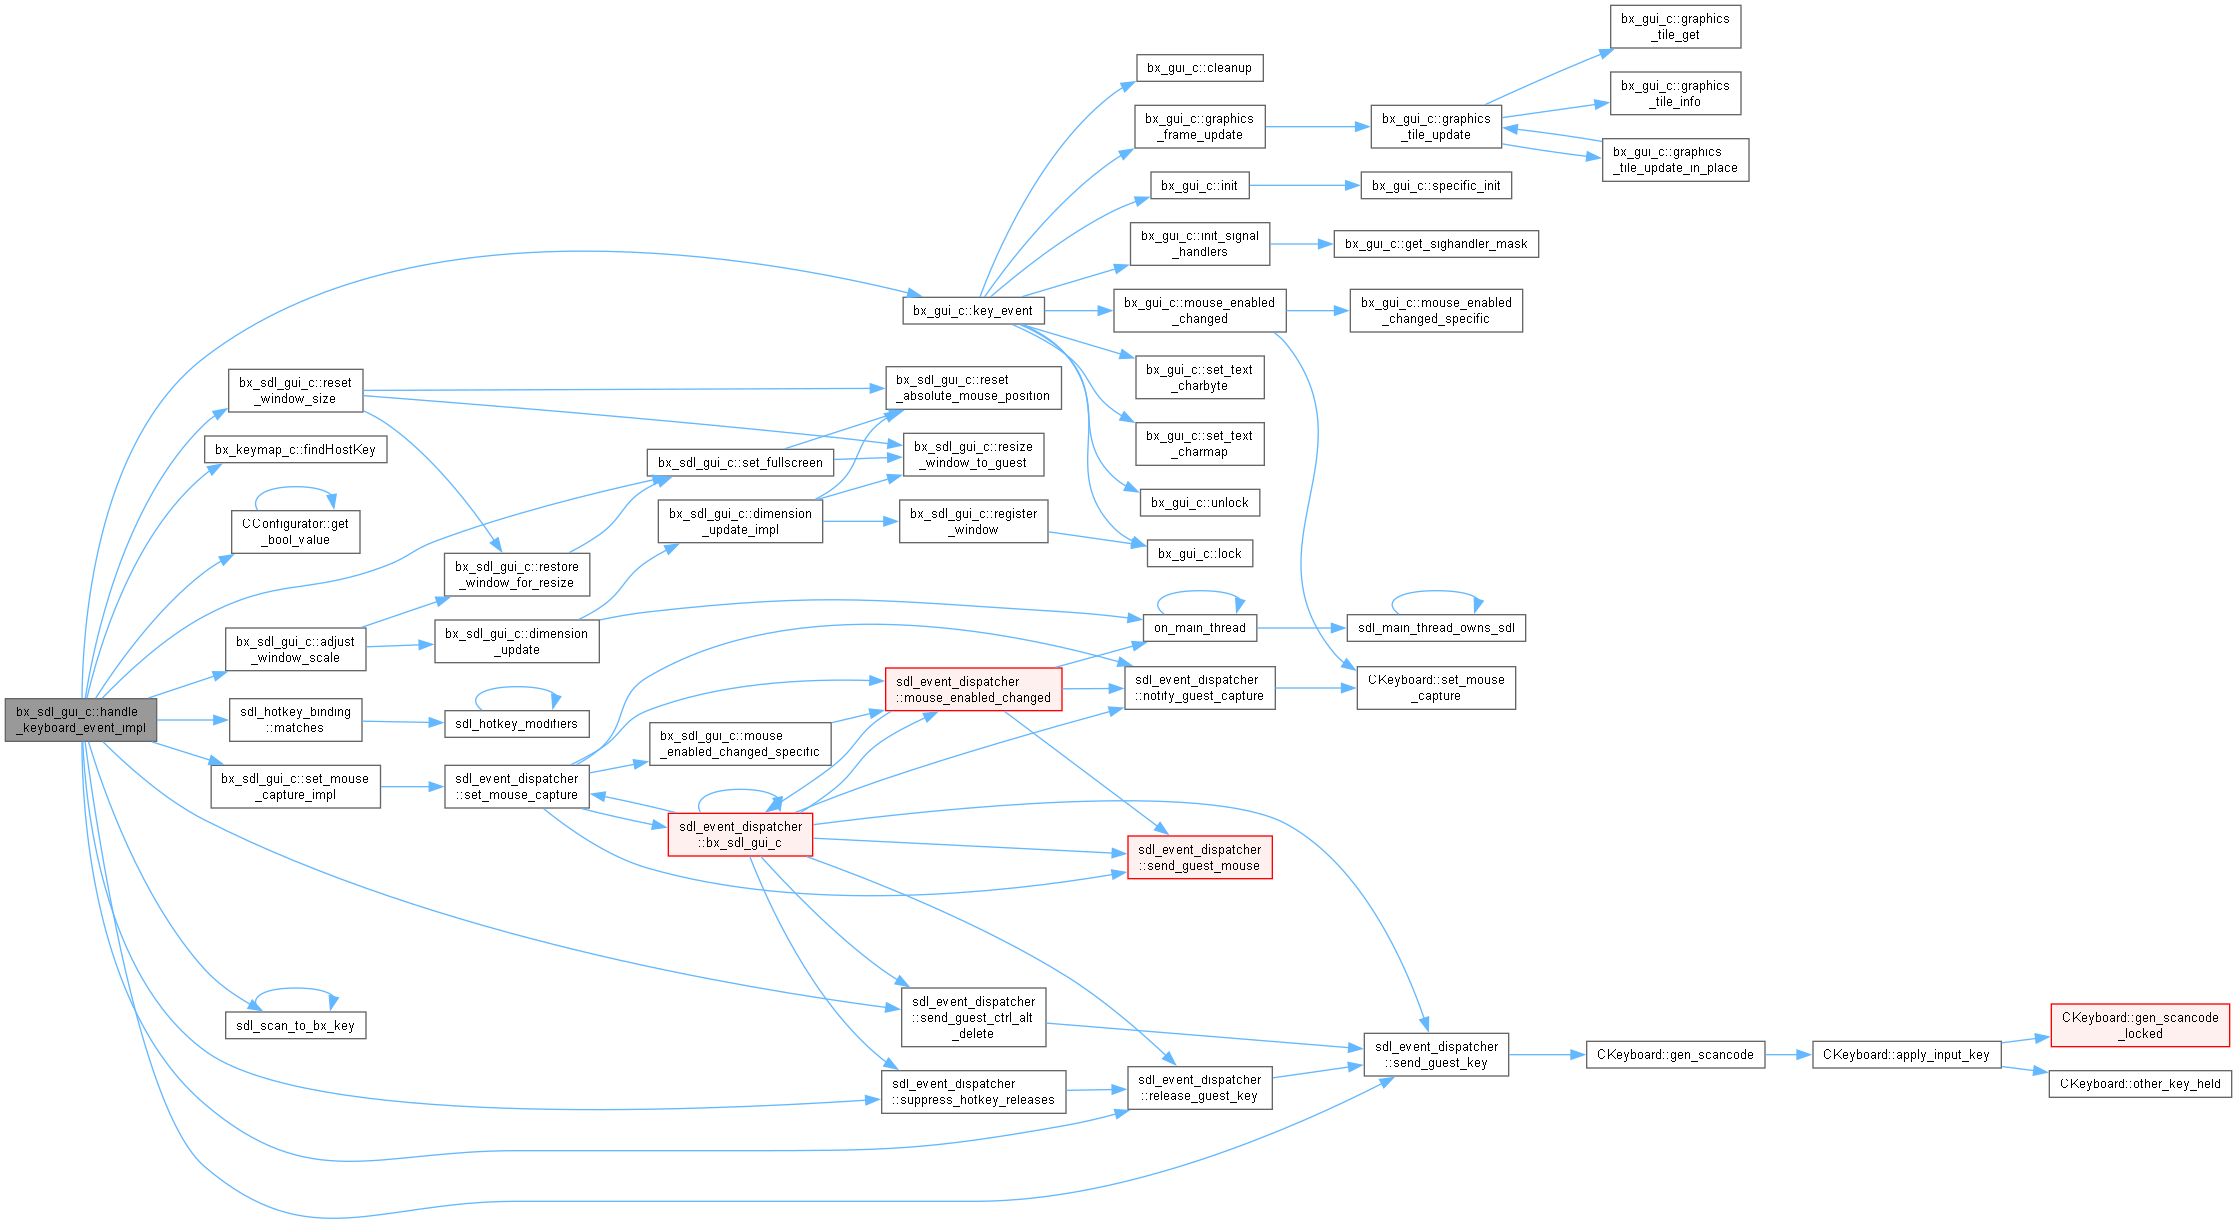 bx_gui_c::graphics
_tile_get
bx_gui_c::cleanup
bx_gui_c::graphics
_tile_info
bx_gui_c::graphics
_frame_update
bx_gui_c::graphics
_tile_update
bx_gui_c::graphics
_tile_update_in_place
bx_gui_c::init
bx_gui_c::specific_init
bx_gui_c::init_signal
_handlers
bx_gui_c::get_sighandler_mask
bx_gui_c::key_event
bx_gui_c::mouse_enabled
_changed
bx_gui_c::mouse_enabled
_changed_specific
bx_sdl_gui_c::reset
_window_size
bx_sdl_gui_c::reset
_absolute_mouse_position
bx_gui_c::set_text
_charbyte
bx_keymap_c::findHostKey
bx_sdl_gui_c::set_fullscreen
bx_sdl_gui_c::resize
_window_to_guest
bx_gui_c::set_text
_charmap
CConfigurator::get
_bool_value
bx_sdl_gui_c::dimension
_update_impl
bx_sdl_gui_c::register
_window
bx_gui_c::unlock
bx_gui_c::lock
bx_sdl_gui_c::restore
_window_for_resize
bx_sdl_gui_c::adjust
_window_scale
bx_sdl_gui_c::dimension
_update
on_main_thread
sdl_main_thread_owns_sdl
bx_sdl_gui_c::handle
_keyboard_event_impl
sdl_hotkey_binding
::matches
sdl_hotkey_modifiers
bx_sdl_gui_c::mouse
_enabled_changed_specific
sdl_event_dispatcher
::mouse_enabled_changed
sdl_event_dispatcher
::notify_guest_capture
CKeyboard::set_mouse
_capture
bx_sdl_gui_c::set_mouse
_capture_impl
sdl_event_dispatcher
::set_mouse_capture
sdl_event_dispatcher
::bx_sdl_gui_c
sdl_event_dispatcher
::send_guest_mouse
sdl_scan_to_bx_key
sdl_event_dispatcher
::send_guest_ctrl_alt
_delete
sdl_event_dispatcher
::suppress_hotkey_releases
sdl_event_dispatcher
::release_guest_key
sdl_event_dispatcher
::send_guest_key
CKeyboard::gen_scancode
CKeyboard::apply_input_key
CKeyboard::gen_scancode
_locked
CKeyboard::other_key_held